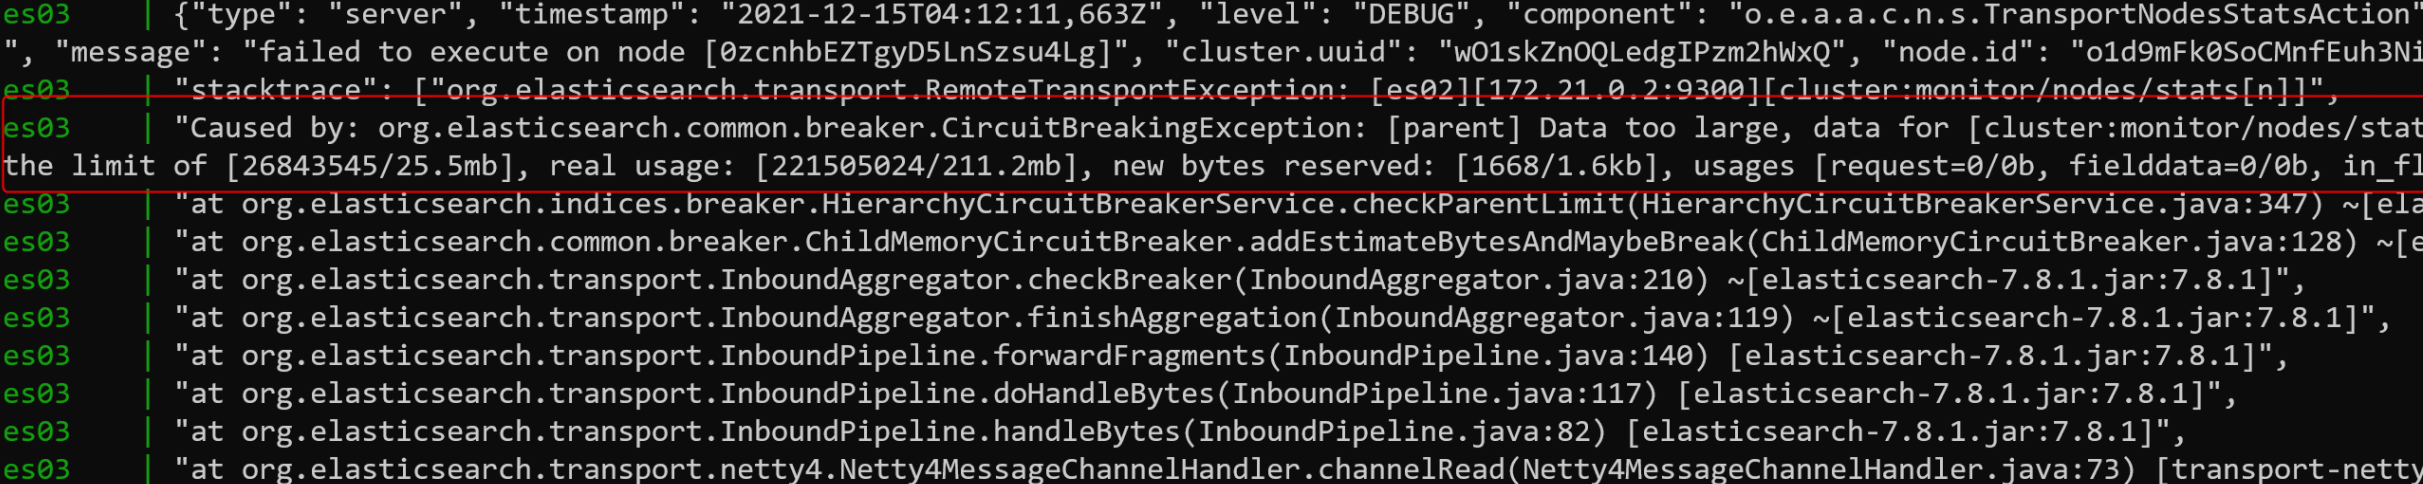 es03 | {"type": "server", "timestamp": "2021-12-15T04:12:11,663Z", "level": "DEBUG", "component": "o.e.a.a.c.n.s.TransportNodesStatsAction"
", "message": "failed to execute on node [0zcnhbEZTgyD5LnSzsu4Lg]", "cluster.uuid": "wO1skZnOQLedgIPzm2hWxQ", "node.id": "o1d9mFk0SoCMnfEuh3Ni
es03 | "stacktrace": ["org.elasticsearch.transport.RemoteTransportException: [es02][172.21.0.2:9300][cluster:monitor/nodes/stats[n]]",
es03 | "Caused by: org.elasticsearch.common.breaker.CircuitBreakingException: [parent] Data too large, data for [cluster:monitor/nodes/stat
the limit of [26843545/25.5mb], real usage: [221505024/211.2mb], new bytes reserved: [1668/1.6kb], usages [request=0/0b, fielddata=0/0b, in_fl
es03 | "at org.elasticsearch.indices.breaker.HierarchyCircuitBreakerService.checkParentLimit(HierarchyCircuitBreakerService.java:347) ~[ela
es03 | "at org.elasticsearch.common.breaker.ChildMemoryCircuitBreaker.addEstimateBytesAndMaybeBreak(ChildMemoryCircuitBreaker.java:128) ~[e
es03 | "at org.elasticsearch.transport.InboundAggregator.checkBreaker(InboundAggregator.java:210) ~[elasticsearch-7.8.1.jar:7.8.1]",
es03 | "at org.elasticsearch.transport.InboundAggregator.finishAggregation(InboundAggregator.java:119) ~[elasticsearch-7.8.1.jar:7.8.1]",
es03 | "at org.elasticsearch.transport.InboundPipeline.forwardFragments(InboundPipeline.java:140) [elasticsearch-7.8.1.jar:7.8.1]",
es03 | "at org.elasticsearch.transport.InboundPipeline.doHandleBytes(InboundPipeline.java:117) [elasticsearch-7.8.1.jar:7.8.1]",
es03 | "at org.elasticsearch.transport.InboundPipeline.handleBytes(InboundPipeline.java:82) [elasticsearch-7.8.1.jar:7.8.1]",
es03 | "at org.elasticsearch.transport.netty4.Netty4MessageChannelHandler.channelRead(Netty4MessageChannelHandler.java:73) [transport-netty